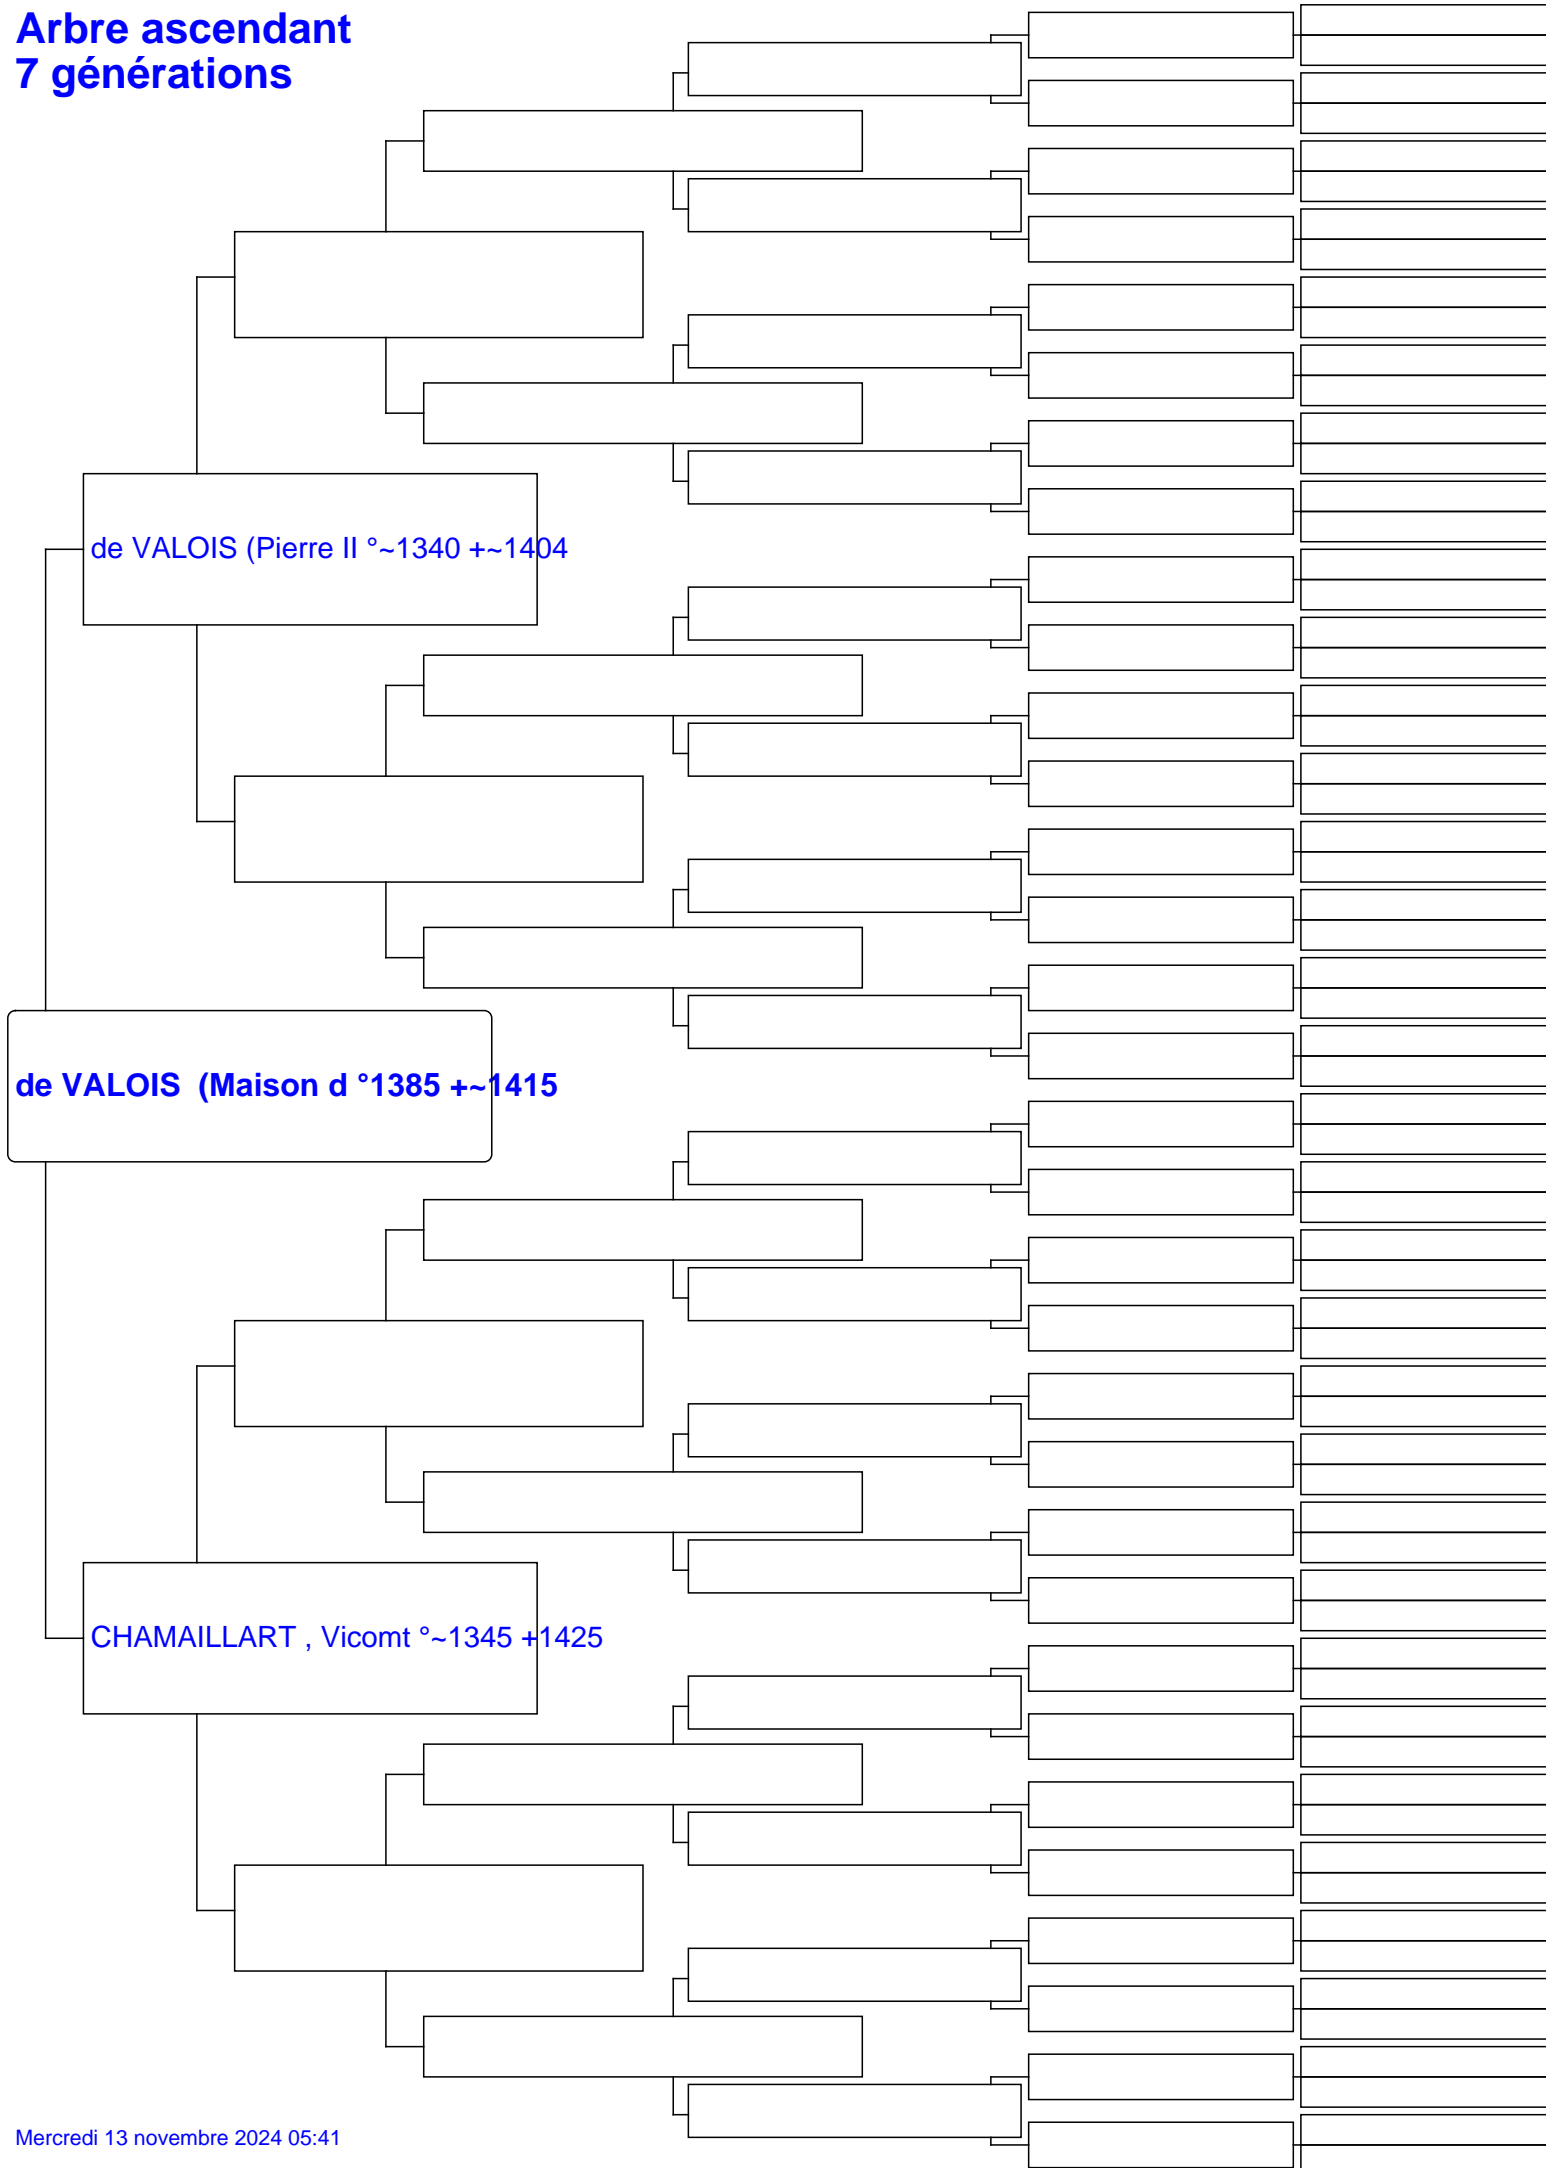 Arbre ascendant
7 générations
de VALOIS (Pierre II °~1340 +~1404
de VALOIS  (Maison d °1385 +~1415
CHAMAILLART , Vicomt °~1345 +1425
Mercredi 13 novembre 2024 05:41